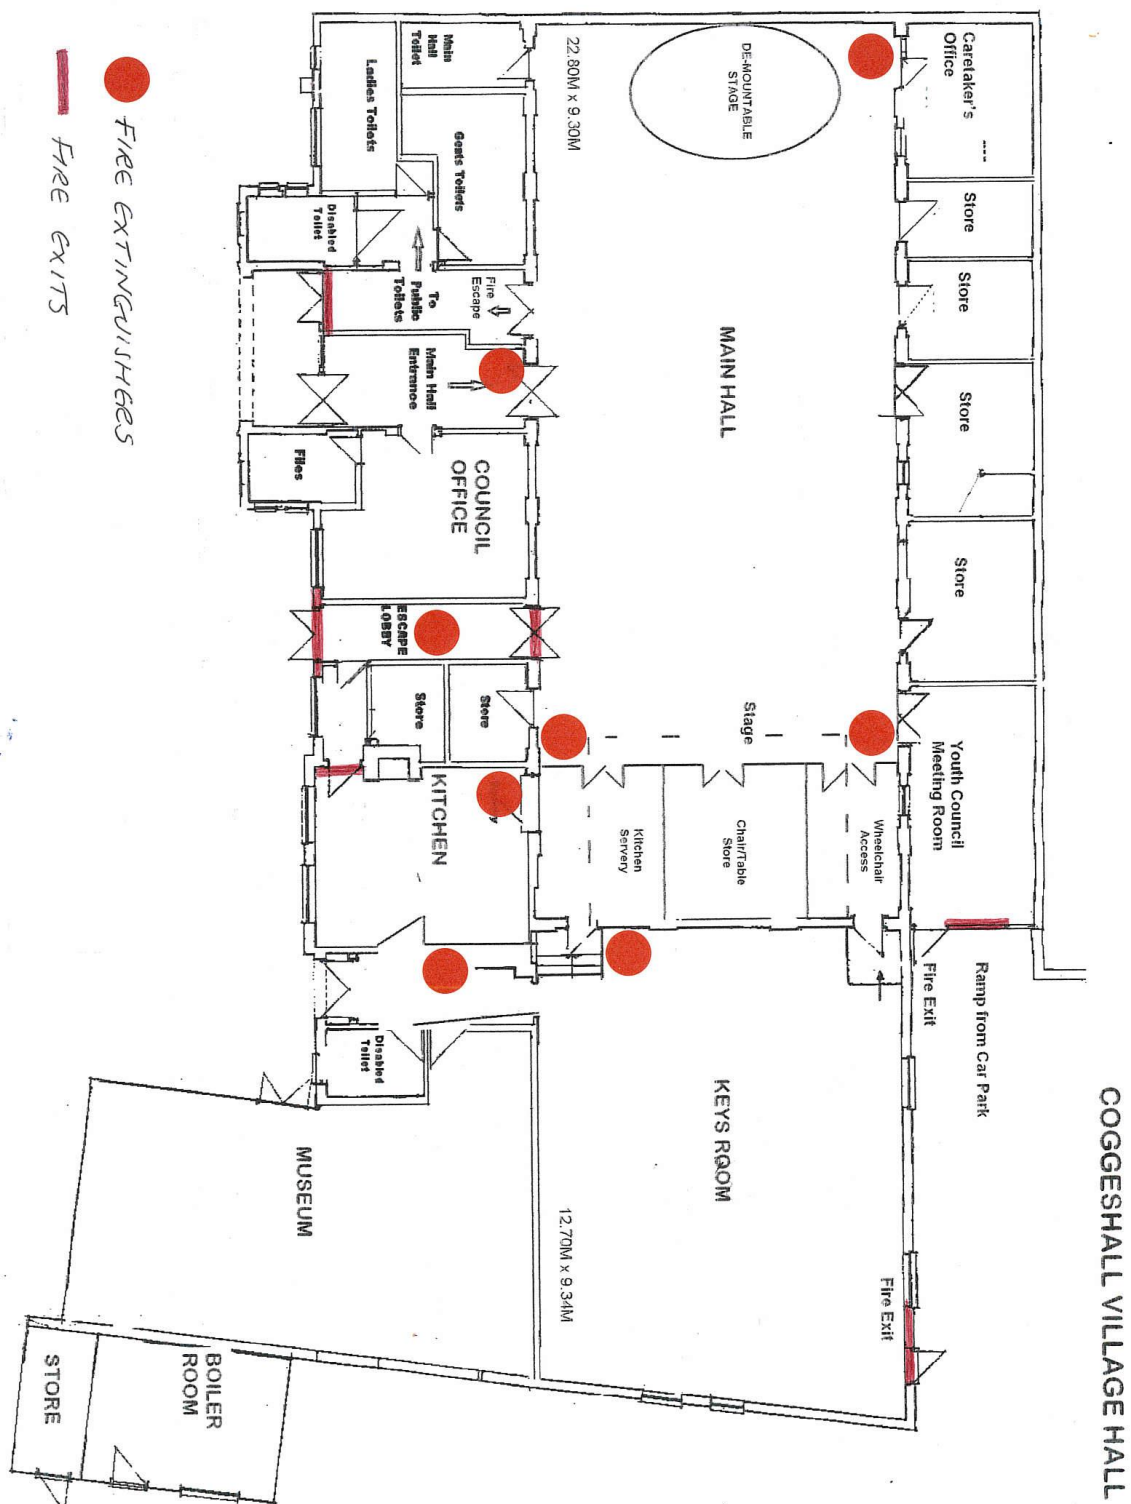 COGGESHALL VILLAGE HALL
Caretaker's
Office
Store
Store
Store
Store
Youth Council
Meeting Room
Fire Exit
Ramp from Car Park
Fire Exit
DE-MOUNTABLE
STAGE
MAIN HALL
22.80M x 9.30M
Stage
Wheelchair
Access
Chair/Table
Store
Kitchen
Servery
KEYS ROOM
12.70M x 9.34M
Main
Hall
Toilet
Ladies Toilets
Gents Toilets
Disabled
Toilet
To
Public
Toilets
Fire
Escape
Main Hall
Entrance
Files
COUNCIL
OFFICE
ESCAPE
LOBBY
Store
Store
KITCHEN
Disabled
Toilet
MUSEUM
BOILER
ROOM
STORE
FIRE EXTINGUISHERS
FIRE EXITS